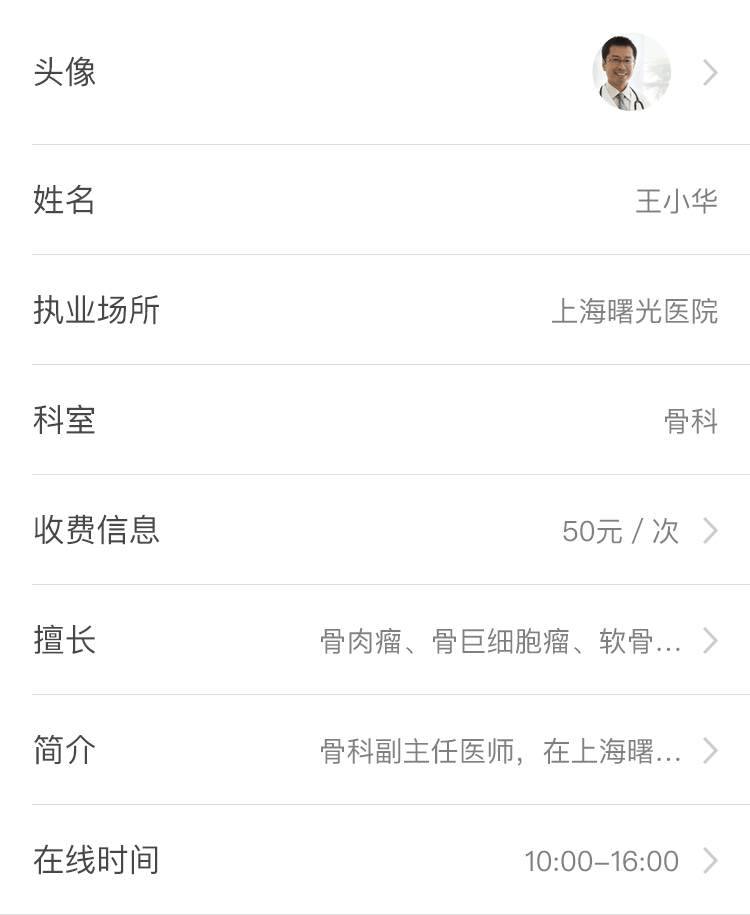 头像
姓名 王小华
执业场所 上海曙光医院
科室 骨科
收费信息 50元 / 次
擅长 骨肉瘤、骨巨细胞瘤、软骨...
简介 骨科副主任医师，在上海曙...
在线时间 10:00–16:00